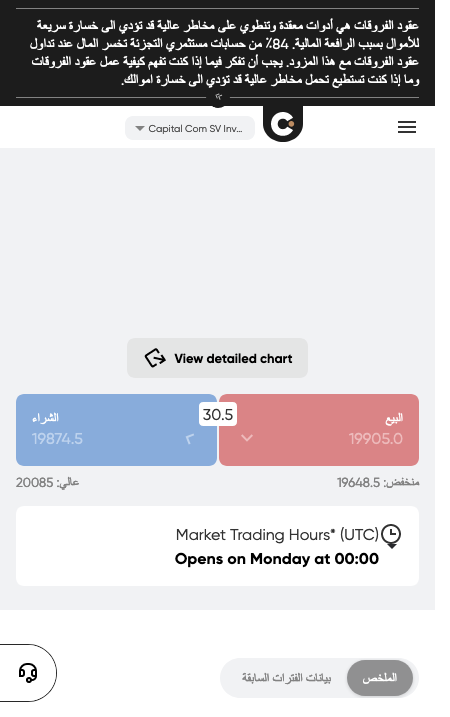 عقود الفروقات هي أدوات معقدة وتنطوي على مخاطر عالية قد تؤدي الى خسارة سريعة
للأموال بسبب الرافعة المالية. 84٪ من حسابات مستثمري التجزئة تخسر المال عند تداول
عقود الفروقات مع هذا المزود. يجب أن تفكر فيما إذا كنت تفهم كيفية عمل عقود الفروقات
وما إذا كنت تستطيع تحمل مخاطر عالية قد تؤدي الى خسارة اموالك.
Capital Com SV Inv...
View detailed chart
البيع
19905.0
30.5
الشراء
19874.5
منخفض: 19648.5
عالي: 20085
Market Trading Hours* (UTC)
Opens on Monday at 00:00
الملخص
بيانات الفترات السابقة